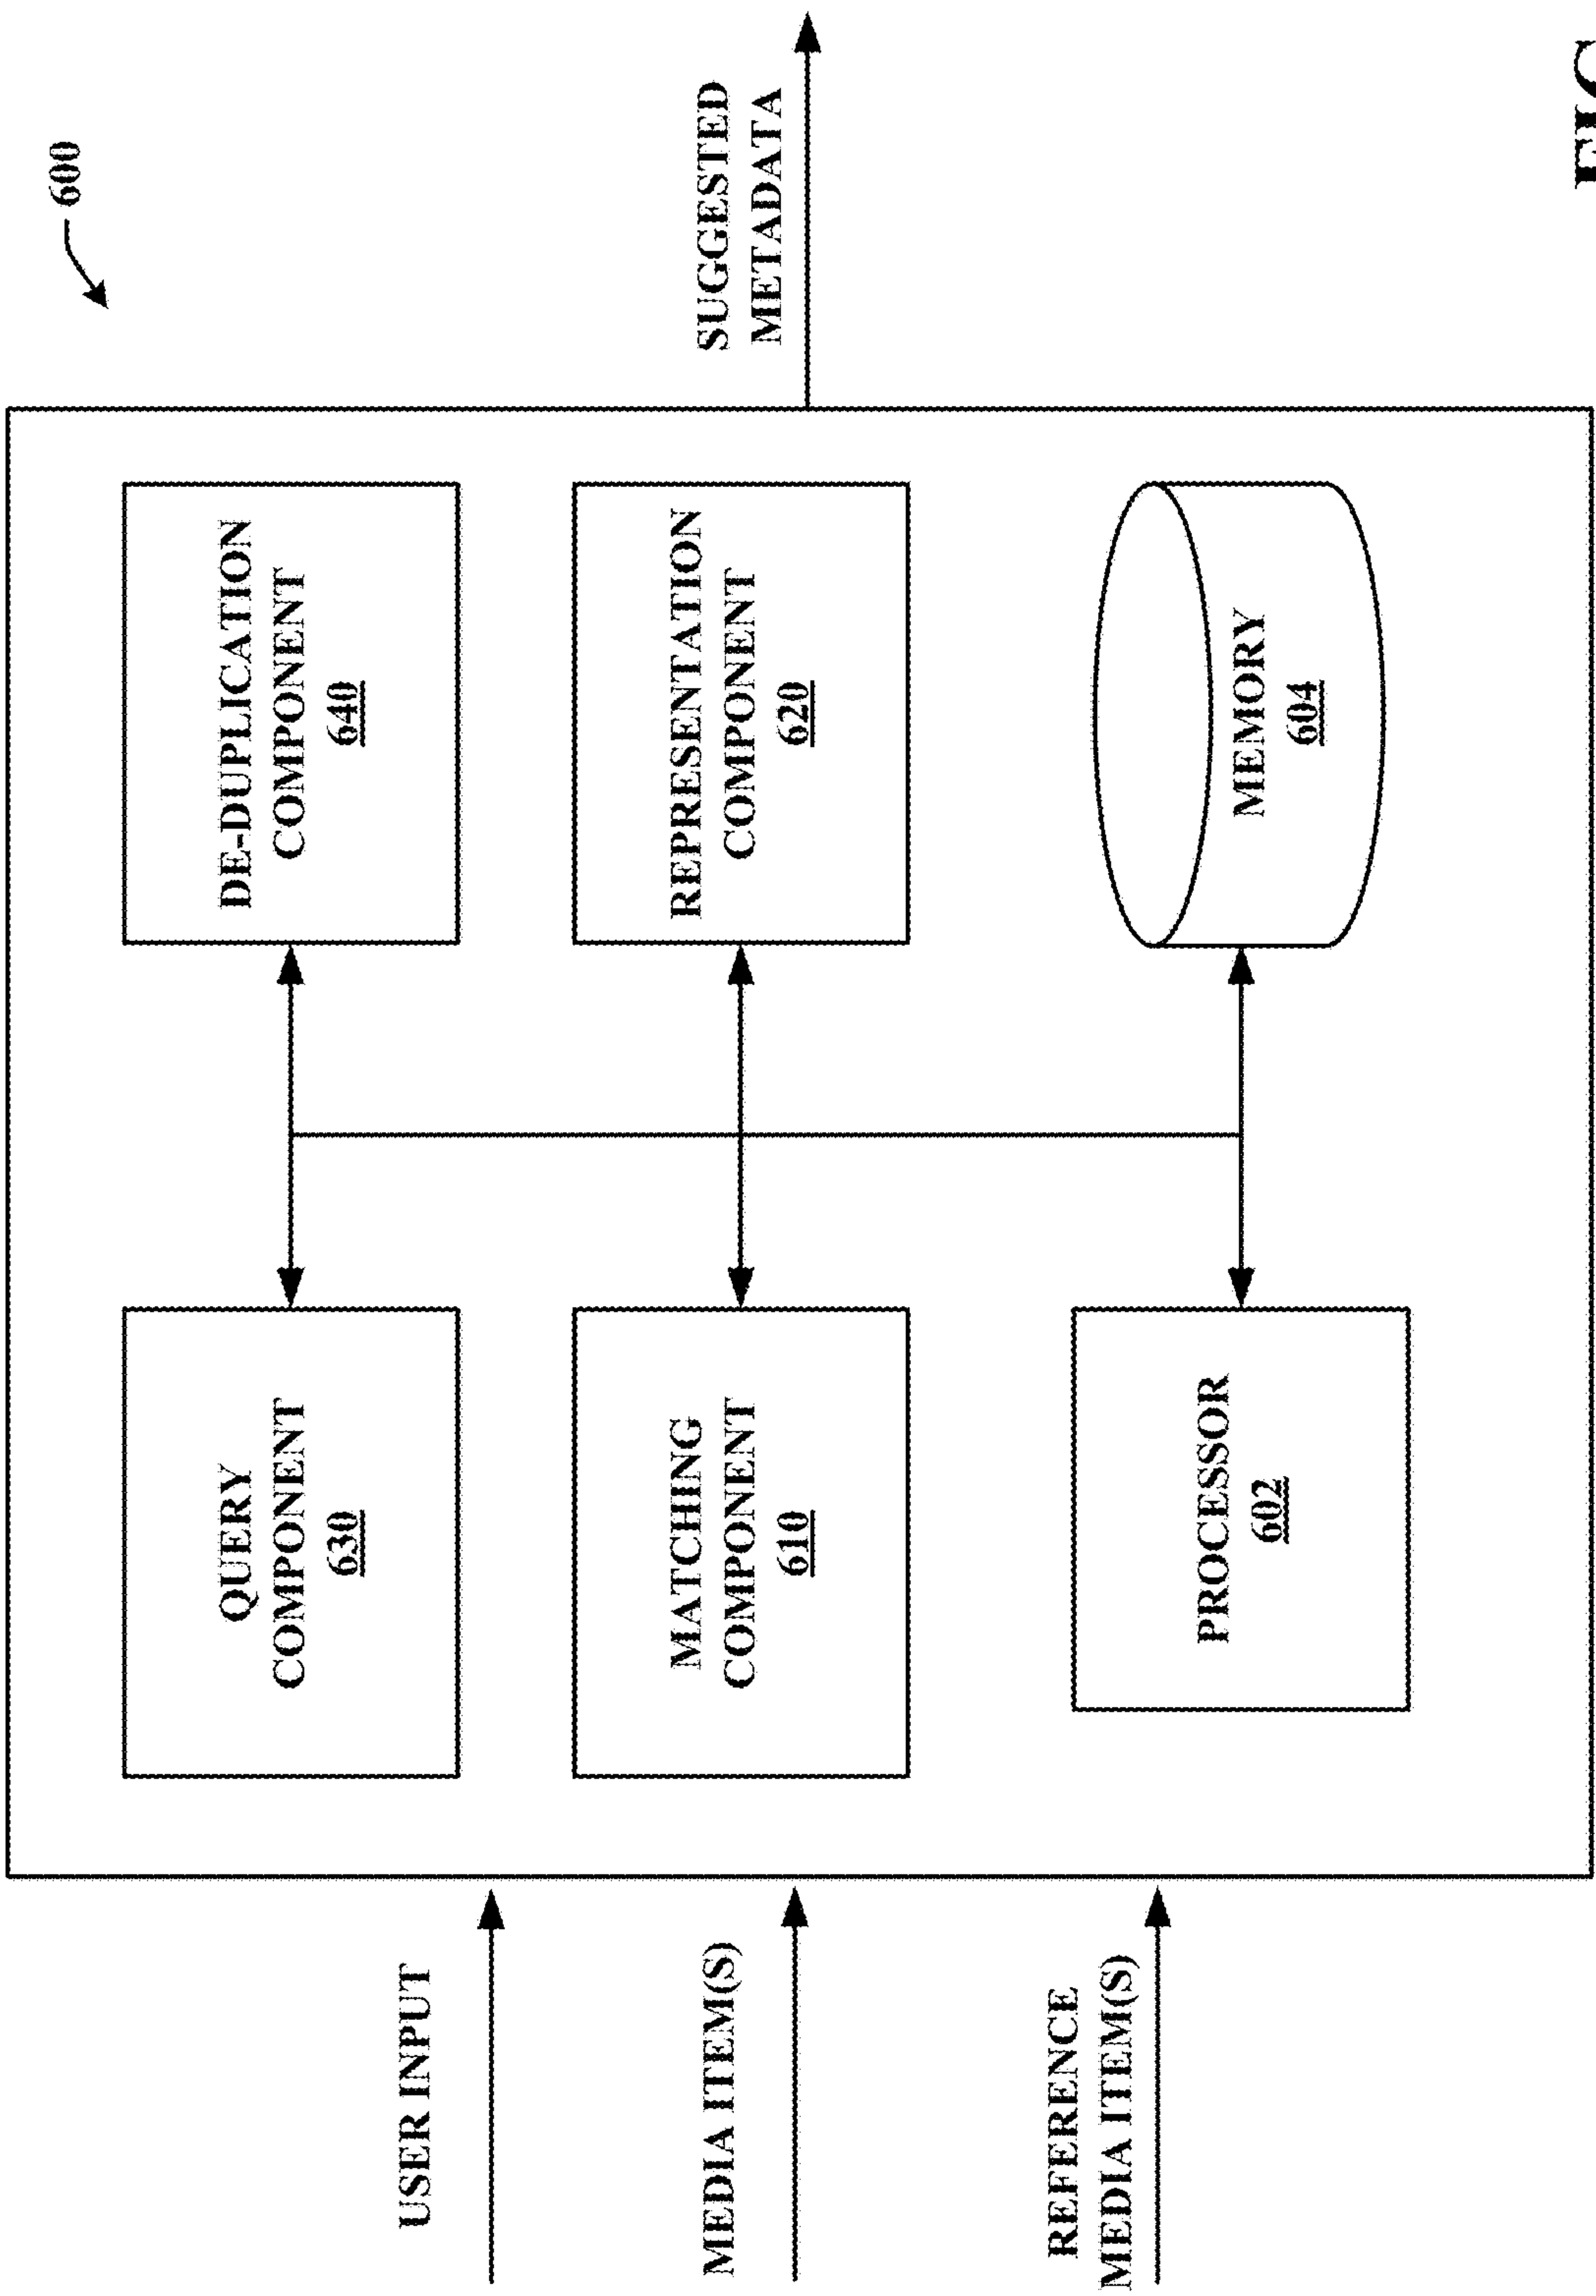 600
USER INPUT
MEDIA ITEM(S)
REFERENCE
MEDIA ITEM(S)
QUERY
COMPONENT
630
DE-DUPLICATION
COMPONENT
640
MATCHING
COMPONENT
610
REPRESENTATION
COMPONENT
620
PROCESSOR
602
MEMORY
604
SUGGESTED
METADATA